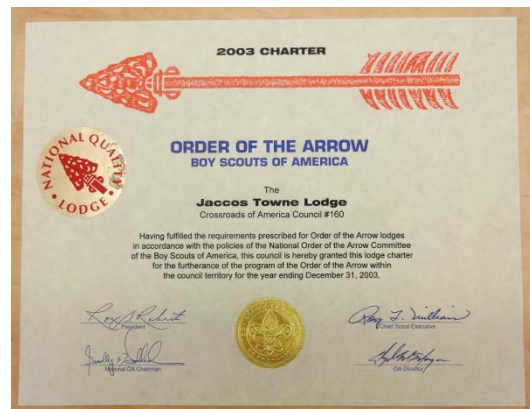 2003 CHARTER
NATIONAL QUALITY
LODGE
ORDER OF THE ARROW
BOY SCOUTS OF AMERICA
The
Jaccos Towne Lodge
Crossroads of America Council #160
Having fulfilled the requirements prescribed for Order of the Arrow lodges
in accordance with the policies of the National Order of the Arrow Committee
of the Boy Scouts of America, this council is hereby granted this lodge charter
for the furtherance of the program of the Order of the Arrow within
the council territory for the year ending December 31, 2003.
President
Chief Scout Executive
National OA Chairman
OA Director